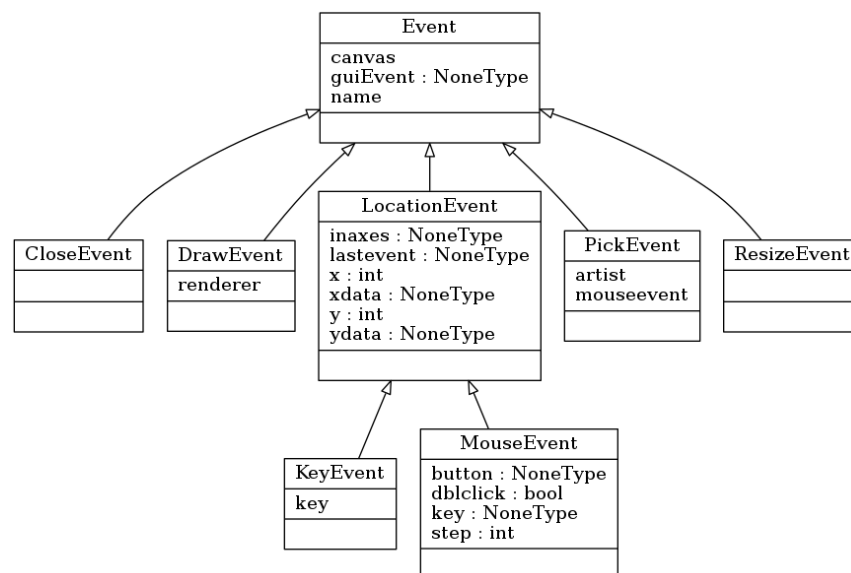 Event
canvas
guiEvent : NoneType
name
LocationEvent
inaxes : NoneType
lastevent : NoneType
x : int
xdata : NoneType
y : int
ydata : NoneType
CloseEvent
DrawEvent
renderer
PickEvent
artist
mouseevent
ResizeEvent
KeyEvent
key
MouseEvent
button : NoneType
dblclick : bool
key : NoneType
step : int